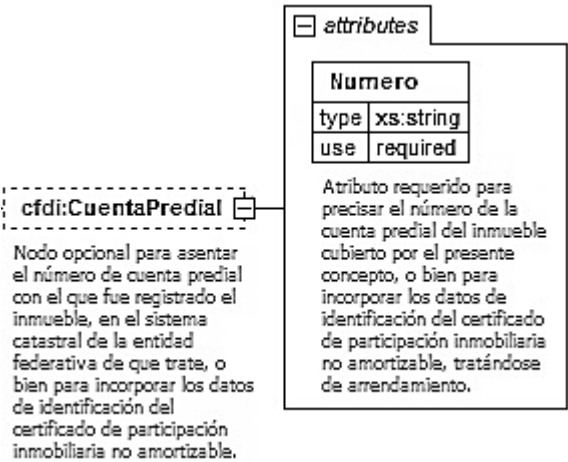 attributes
Numero
type xs:string
use required
Atributo requerido para
precisar el número de la
cuenta predial del inmueble
cubierto por el presente
concepto, o bien para
incorporar los datos de
identificación del certificado
de participación inmobiliaria
no amortizable, tratándose
de arrendamiento.
cfdi:CuentaPredial
Nodo opcional para asentar
el número de cuenta predial
con el que fue registrado el
inmueble, en el sistema
catastral de la entidad
federativa de que trate, o
bien para incorporar los datos
de identificación del
certificado de participación
inmobiliaria no amortizable.